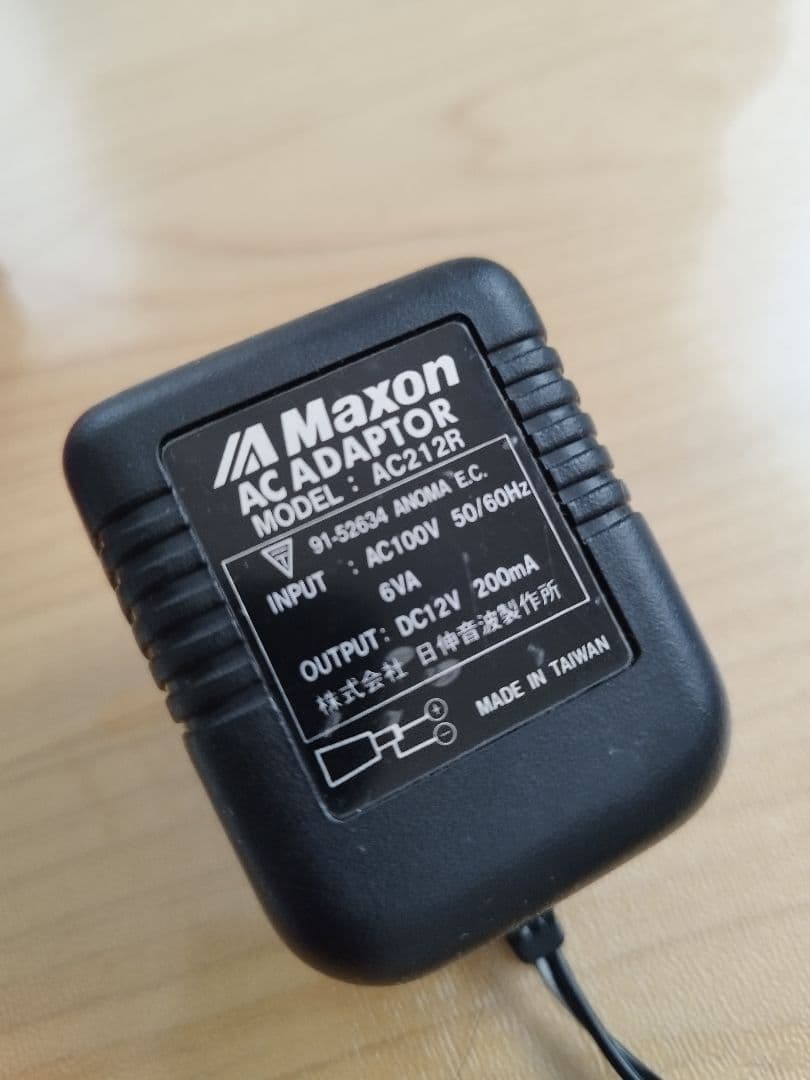 Maxon
AC ADAPTOR
MODEL : AC212R
91-52634 ANOMA E.C.
INPUT : AC100V 50/60Hz
6VA
OUTPUT : DC12V 200mA
株式会社 日伸音波製作所
+
−
MADE IN TAIWAN